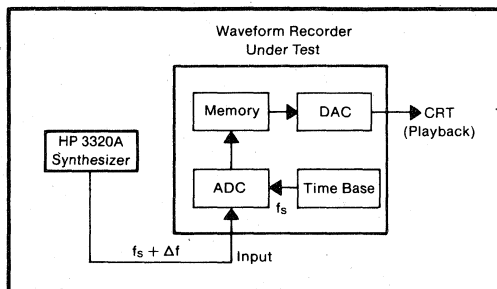 Waveform Recorder
Under Test
Memory
DAC
CRT
(Playback)
HP 3320A
Synthesizer
ADC
Time Base
fs
fs + Δf
Input